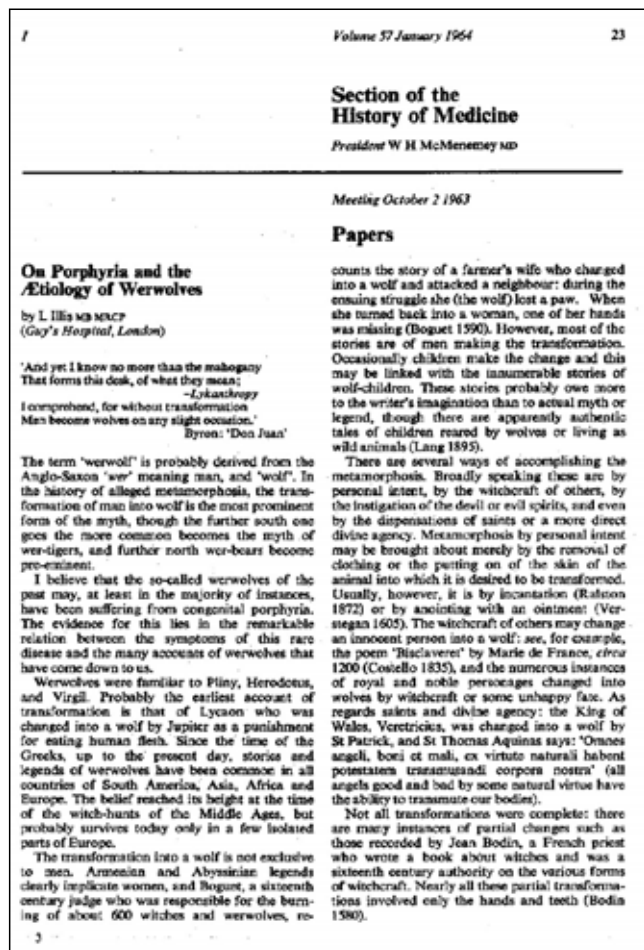 1
Volume 57 January 1964
23
Section of the
History of Medicine
President W H McMenemey MD
Meeting October 2 1963
Papers
On Porphyria and the
Ætiology of Werwolves
by L Illis MB MRCP
(Guy's Hospital, London)
'And yet I know no more than the mahogany
That forms this desk, of what they mean;
–Lykanthropy
I comprehend, for without transformation
Men become wolves on any slight occasion.'
Byron: 'Don Juan'
The term 'werwolf' is probably derived from the
Anglo-Saxon 'wer' meaning man, and 'wolf'. In
the history of alleged metamorphosis, the trans-
formation of man into wolf is the most prominent
form of the myth, though the further south one
goes the more common becomes the myth of
wer-tigers, and further north wer-bears become
pre-eminent.
I believe that the so-called werwolves of the
past may, at least in the majority of instances,
have been suffering from congenital porphyria.
The evidence for this lies in the remarkable
relation between the symptoms of this rare
disease and the many accounts of werwolves that
have come down to us.
Werwolves were familiar to Pliny, Herodotus,
and Virgil. Probably the earliest account of
transformation is that of Lycaon who was
changed into a wolf by Jupiter as a punishment
for eating human flesh. Since the time of the
Greeks, up to the present day, stories and
legends of werwolves have been common in all
countries of South America, Asia, Africa and
Europe. The belief reached its height at the time
of the witch-hunts of the Middle Ages, but
probably survives today only in a few isolated
parts of Europe.
The transformation into a wolf is not exclusive
to men. Armenian and Abyssinian legends
clearly implicate women, and Boguet, a sixteenth
century judge who was responsible for the burn-
ing of about 600 witches and werwolves, re-
3
counts the story of a farmer's wife who changed
into a wolf and attacked a neighbour: during the
ensuing struggle she (the wolf) lost a paw. When
she turned back into a woman, one of her hands
was missing (Boguet 1590). However, most of the
stories are of men making the transformation.
Occasionally children make the change and this
may be linked with the innumerable stories of
wolf-children. These stories probably owe more
to the writer's imagination than to actual myth or
legend, though there are apparently authentic
tales of children reared by wolves or living as
wild animals (Lang 1895).
There are several ways of accomplishing the
metamorphosis. Broadly speaking these are by
personal intent, by the witchcraft of others, by
the instigation of the devil or evil spirits, and even
by the dispensations of saints or a more direct
divine agency. Metamorphosis by personal intent
may be brought about merely by the removal of
clothing or the putting on of the skin of the
animal into which it is desired to be transformed.
Usually, however, it is by incantation (Ralston
1872) or by anointing with an ointment (Ver-
stegan 1605). The witchcraft of others may change
an innocent person into a wolf: see, for example,
the poem 'Bisclaveret' by Marie de France, circa
1200 (Costello 1835), and the numerous instances
of royal and noble personages changed into
wolves by witchcraft or some unhappy fate. As
regards saints and divine agency: the King of
Wales, Veretricius, was changed into a wolf by
St Patrick, and St Thomas Aquinas says: 'Omnes
angeli, boni et mali, ex virtute naturali habent
potestatem transmutandi corpora nostra' (all
angels good and bad by some natural virtue have
the ability to transmute our bodies).
Not all transformations were complete: there
are many instances of partial changes such as
those recorded by Jean Bodin, a French priest
who wrote a book about witches and was a
sixteenth century authority on the various forms
of witchcraft. Nearly all these partial transforma-
tions involved only the hands and teeth (Bodin
1580).